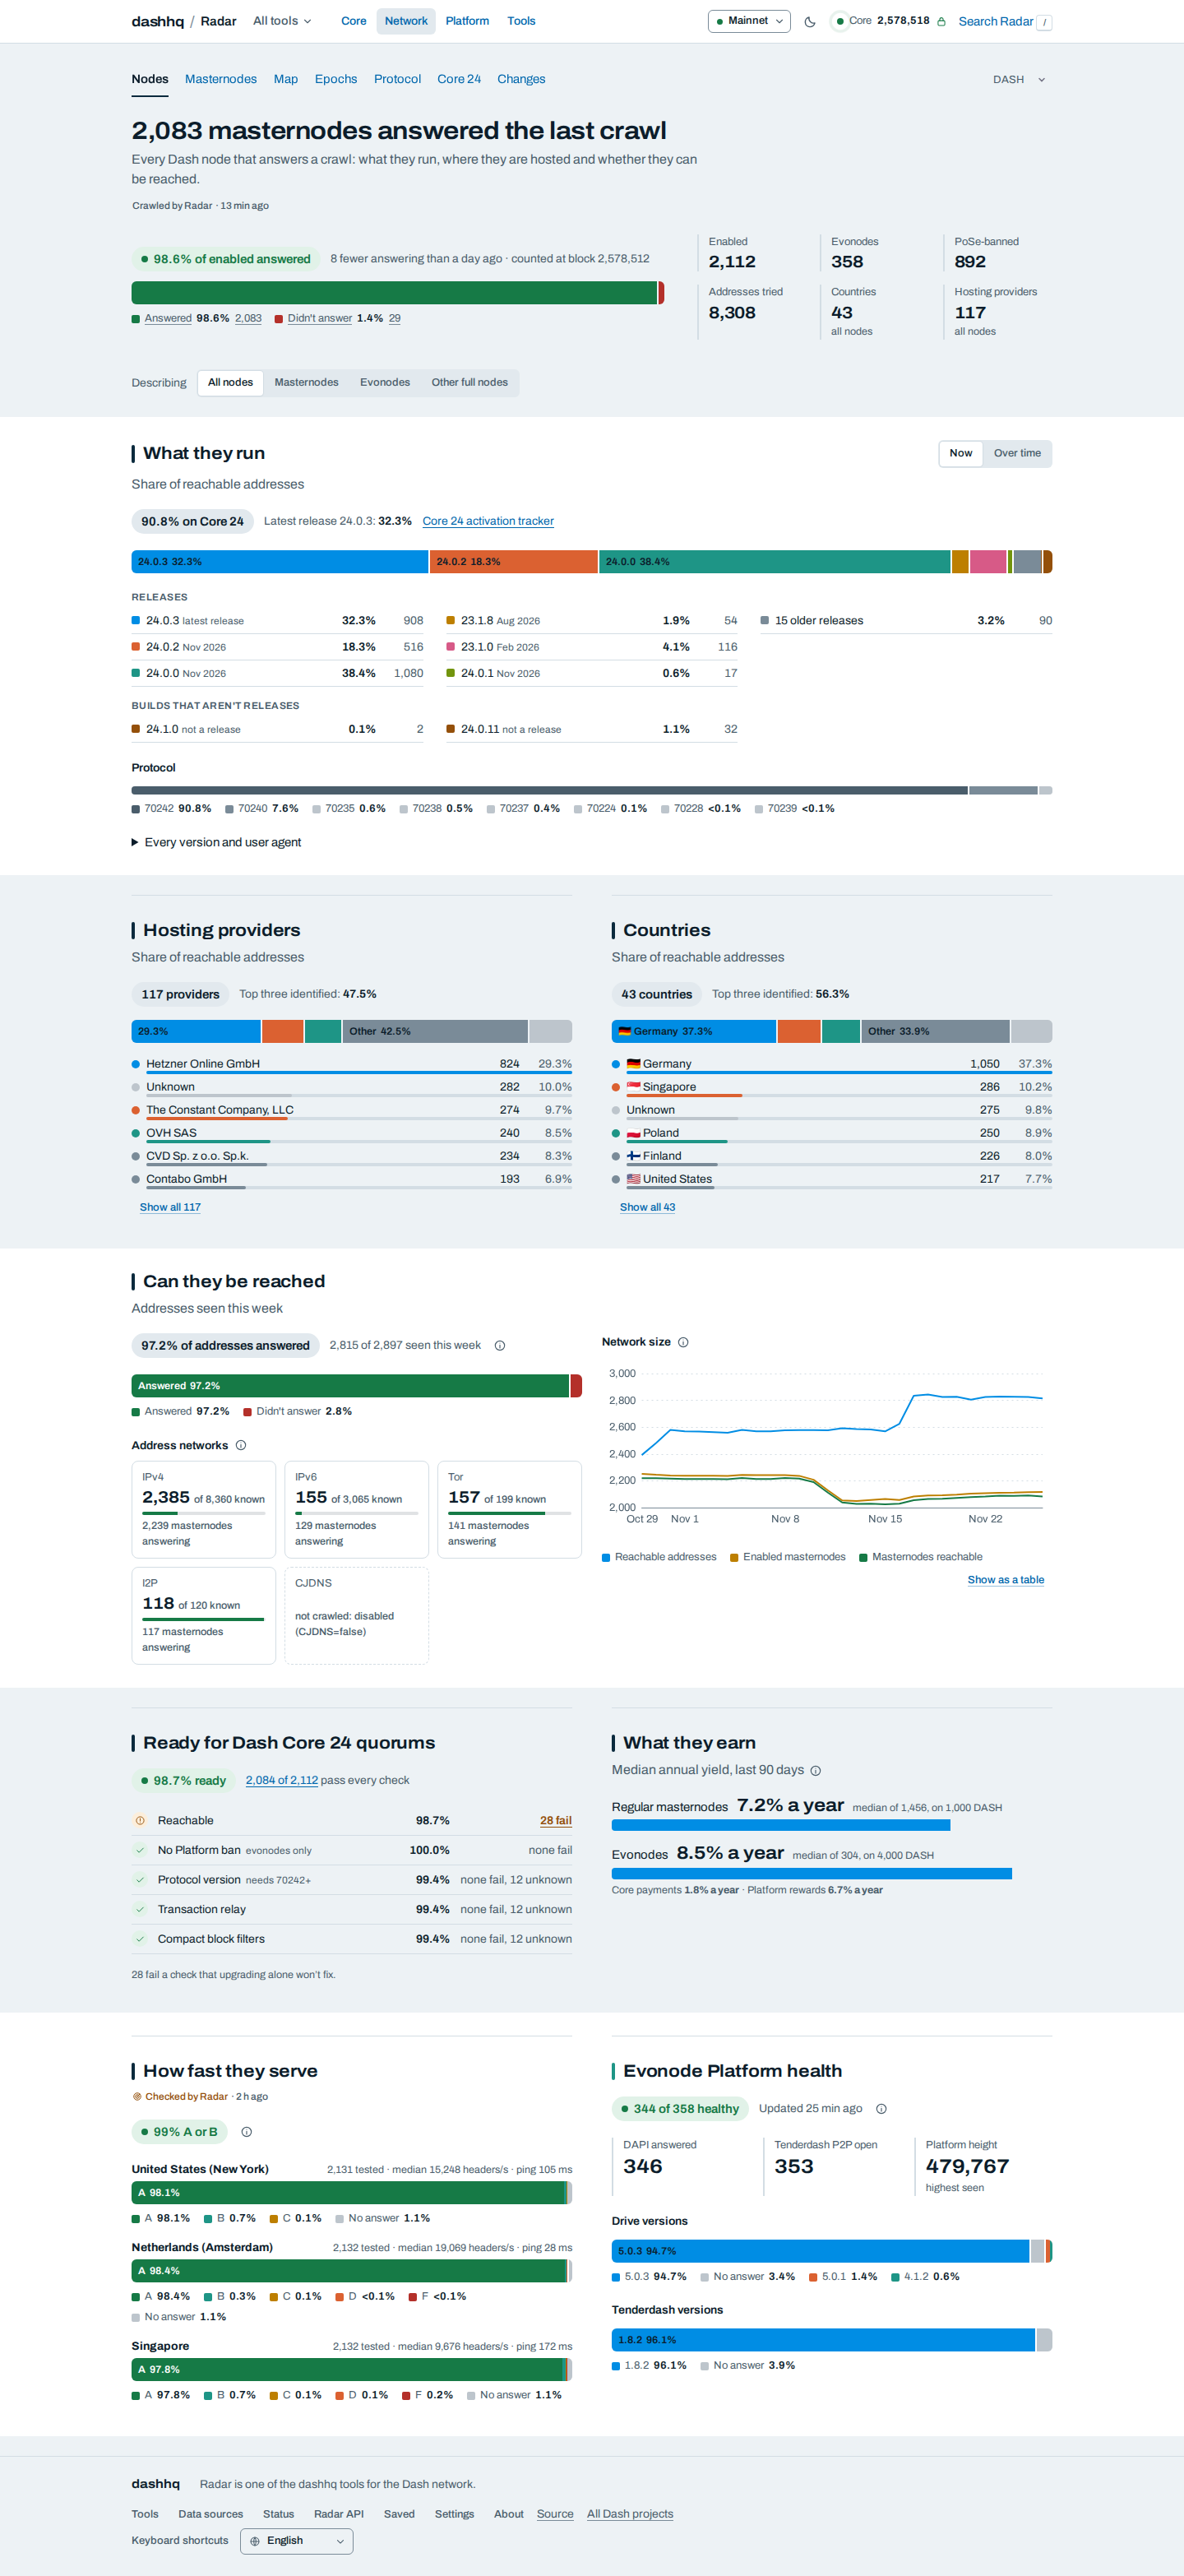 dashhq / Radar All tools Core Network Platform Tools Mainnet Core 2,578,518 Search Radar /
Nodes Masternodes Map Epochs Protocol Core 24 Changes DASH
2,083 masternodes answered the last crawl
Every Dash node that answers a crawl: what they run, where they are hosted and whether they can
be reached.
Crawled by Radar · 13 min ago
98.6% of enabled answered 8 fewer answering than a day ago · counted at block 2,578,512
Answered 98.6% 2,083 Didn't answer 1.4% 29
Enabled
2,112
Evonodes
358
PoSe-banned
892
Addresses tried
8,308
Countries
43
all nodes
Hosting providers
117
all nodes
Describing All nodes Masternodes Evonodes Other full nodes
What they run Now Over time
Share of reachable addresses
90.8% on Core 24 Latest release 24.0.3: 32.3% Core 24 activation tracker
24.0.3 32.3% 24.0.2 18.3% 24.0.0 38.4%
RELEASES
24.0.3 latest release 32.3% 908 23.1.8 Aug 2026 1.9% 54 15 older releases 3.2% 90
24.0.2 Nov 2026 18.3% 516 23.1.0 Feb 2026 4.1% 116
24.0.0 Nov 2026 38.4% 1,080 24.0.1 Nov 2026 0.6% 17
BUILDS THAT AREN'T RELEASES
24.1.0 not a release 0.1% 2 24.0.11 not a release 1.1% 32
Protocol
70242 90.8% 70240 7.6% 70235 0.6% 70238 0.5% 70237 0.4% 70224 0.1% 70228 <0.1% 70239 <0.1%
Every version and user agent
Hosting providers
Share of reachable addresses
117 providers Top three identified: 47.5%
29.3% Other 42.5%
Hetzner Online GmbH 824 29.3%
Unknown 282 10.0%
The Constant Company, LLC 274 9.7%
OVH SAS 240 8.5%
CVD Sp. z o.o. Sp.k. 234 8.3%
Contabo GmbH 193 6.9%
Show all 117
Countries
Share of reachable addresses
43 countries Top three identified: 56.3%
Germany 37.3% Other 33.9%
Germany 1,050 37.3%
Singapore 286 10.2%
Unknown 275 9.8%
Poland 250 8.9%
Finland 226 8.0%
United States 217 7.7%
Show all 43
Can they be reached
Addresses seen this week
97.2% of addresses answered 2,815 of 2,897 seen this week
Answered 97.2%
Answered 97.2% Didn't answer 2.8%
Address networks
IPv4
2,385 of 8,360 known
2,239 masternodes
answering
IPv6
155 of 3,065 known
129 masternodes
answering
Tor
157 of 199 known
141 masternodes
answering
I2P
118 of 120 known
117 masternodes
answering
CJDNS
not crawled: disabled
(CJDNS=false)
Network size
3,000
2,800
2,600
2,400
2,200
2,000
Oct 29 Nov 1 Nov 8 Nov 15 Nov 22
Reachable addresses Enabled masternodes Masternodes reachable
Show as a table
Ready for Dash Core 24 quorums
98.7% ready 2,084 of 2,112 pass every check
Reachable 98.7% 28 fail
No Platform ban evonodes only 100.0% none fail
Protocol version needs 70242+ 99.4% none fail, 12 unknown
Transaction relay 99.4% none fail, 12 unknown
Compact block filters 99.4% none fail, 12 unknown
28 fail a check that upgrading alone won't fix.
What they earn
Median annual yield, last 90 days
Regular masternodes 7.2% a year median of 1,456, on 1,000 DASH
Evonodes 8.5% a year median of 304, on 4,000 DASH
Core payments 1.8% a year · Platform rewards 6.7% a year
How fast they serve
Checked by Radar · 2 h ago
99% A or B
United States (New York) 2,131 tested · median 15,248 headers/s · ping 105 ms
A 98.1%
A 98.1% B 0.7% C 0.1% No answer 1.1%
Netherlands (Amsterdam) 2,132 tested · median 19,069 headers/s · ping 28 ms
A 98.4%
A 98.4% B 0.3% C 0.1% D <0.1% F <0.1%
No answer 1.1%
Singapore 2,132 tested · median 9,676 headers/s · ping 172 ms
A 97.8%
A 97.8% B 0.7% C 0.1% D 0.1% F 0.2% No answer 1.1%
Evonode Platform health
344 of 358 healthy Updated 25 min ago
DAPI answered
346
Tenderdash P2P open
353
Platform height
479,767
highest seen
Drive versions
5.0.3 94.7%
5.0.3 94.7% No answer 3.4% 5.0.1 1.4% 4.1.2 0.6%
Tenderdash versions
1.8.2 96.1%
1.8.2 96.1% No answer 3.9%
dashhq Radar is one of the dashhq tools for the Dash network.
Tools Data sources Status Radar API Saved Settings About Source All Dash projects
Keyboard shortcuts English